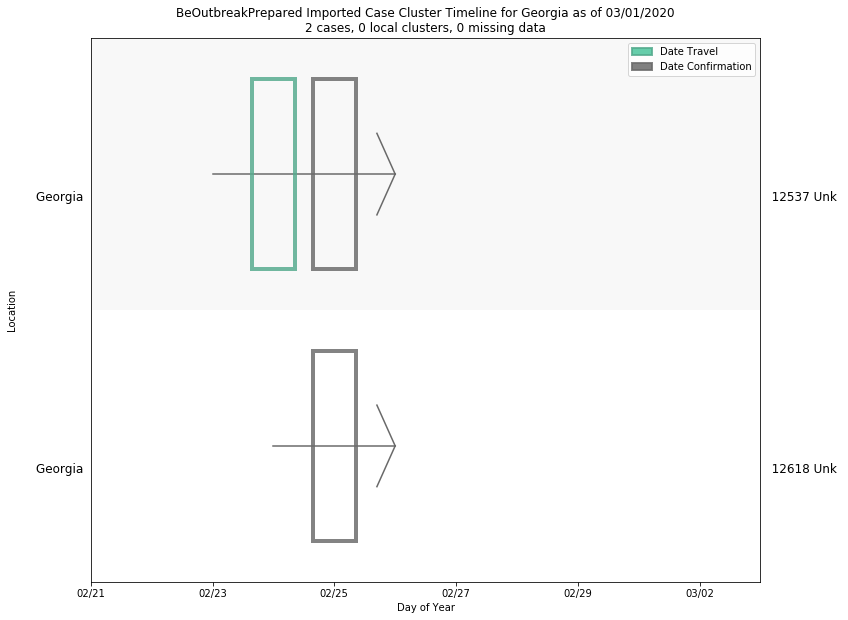 BeOutbreakPrepared Imported Case Cluster Timeline for Georgia as of 03/01/2020
2 cases, 0 local clusters, 0 missing data
Date Travel
Date Confirmation
Georgia
12537 Unk
Location
Georgia
12618 Unk
02/21 02/23 02/25 02/27 02/29 03/02
Day of Year